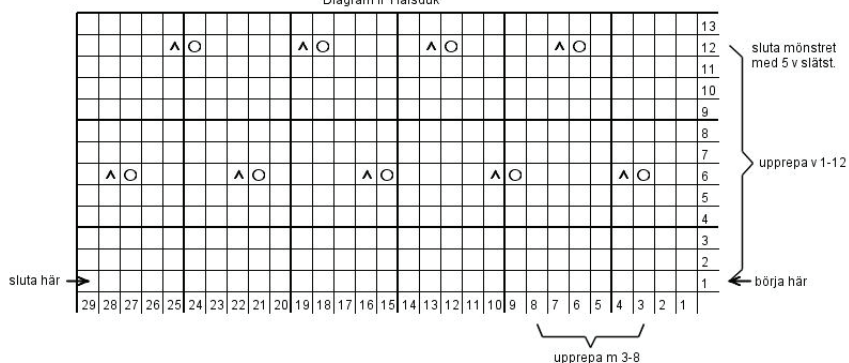 Diagram II Halsduk
13
ʌ O ʌ O ʌ O ʌ O 12
sluta mönstret
med 5 v slätst.
11
10
9
8
7
upprepa v 1-12
ʌ O ʌ O ʌ O ʌ O ʌ O 6
5
4
3
2
sluta här 1 börja här
29 28 27 26 25 24 23 22 21 20 19 18 17 16 15 14 13 12 11 10 9 8 7 6 5 4 3 2 1
upprepa m 3-8